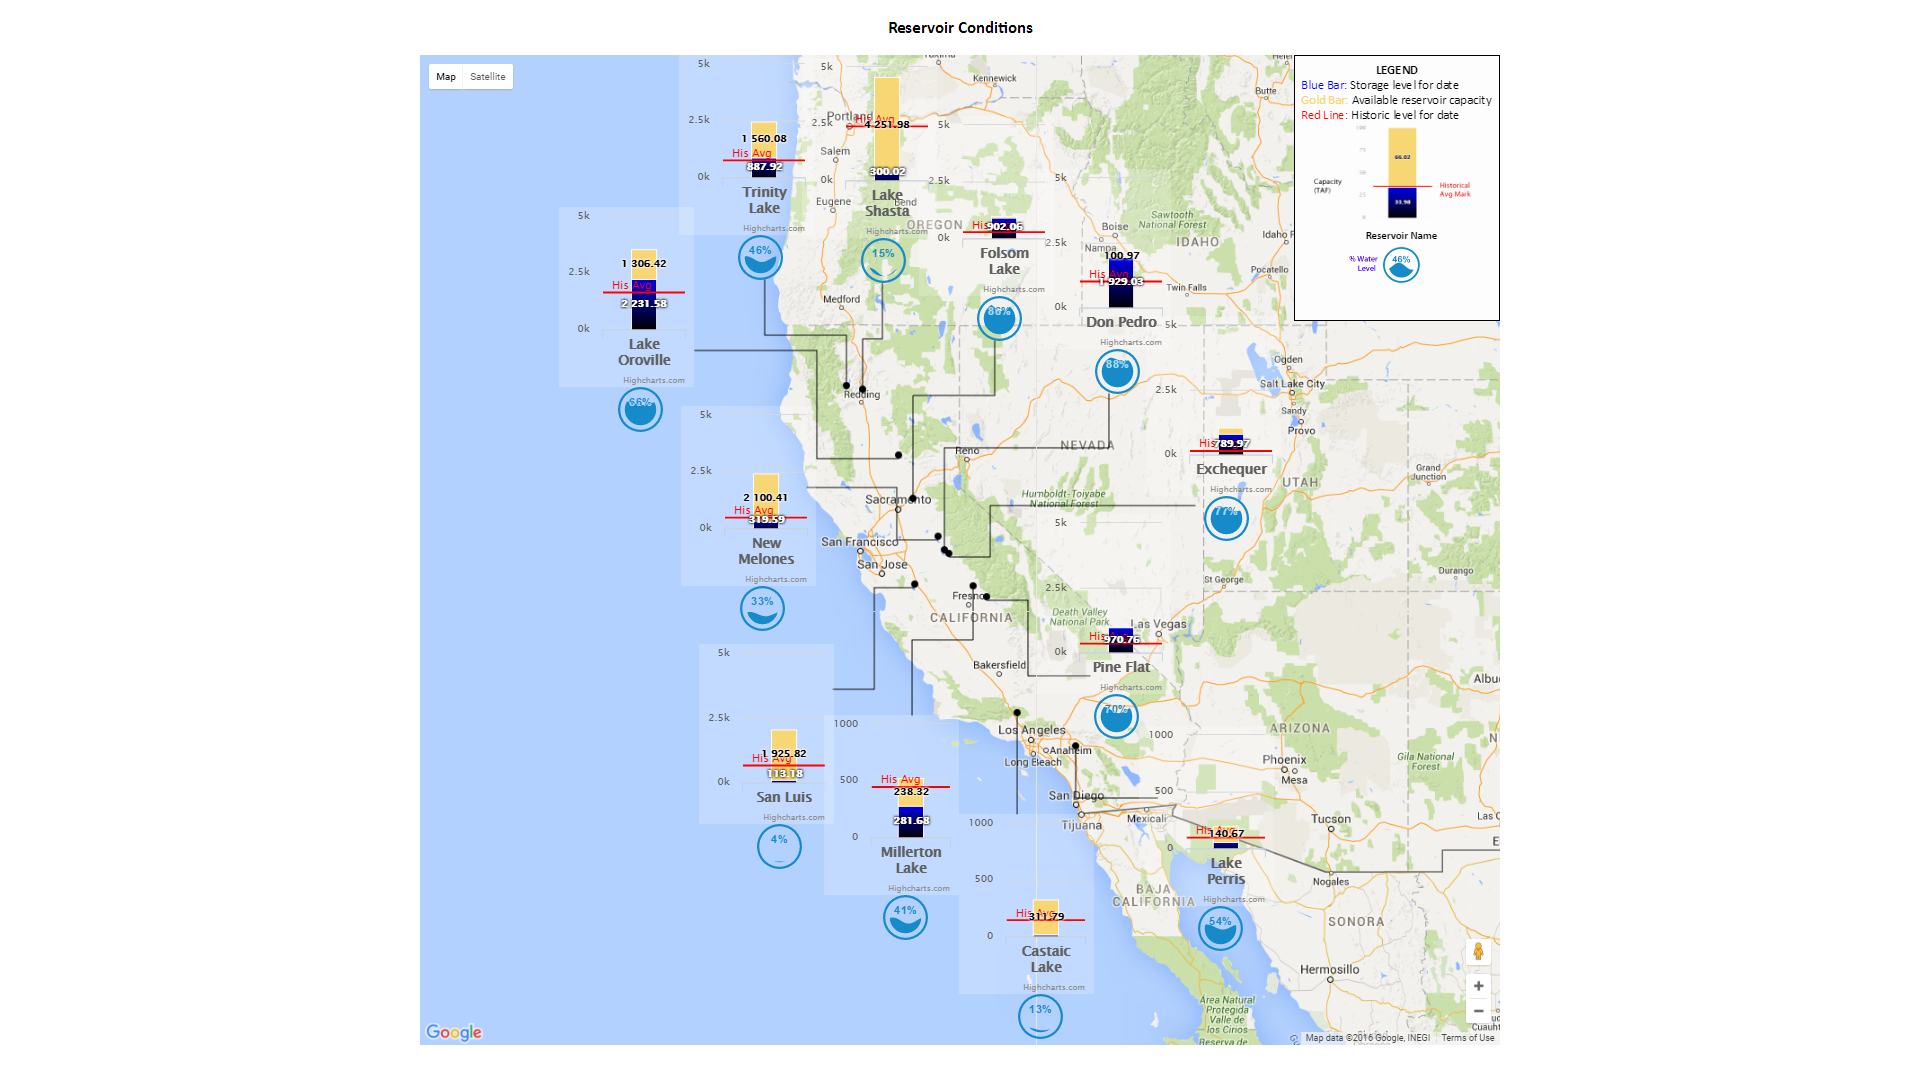 Reservoir Conditions
Map
Satellite
LEGEND
Blue Bar: Storage level for date
Gold Bar: Available reservoir capacity
Red Line: Historic level for date
100
75
50
25
0
Capacity
(TAF)
66.02
33.98
Historical
Avg Mark
Reservoir Name
% Water
Level
46%
5k
2.5k
0k
1 560.08
His Avg
887.92
Trinity
Lake
Highcharts.com
46%
5k
2.5k
0k
His Avg
4 251.98
300.02
Lake
Shasta
Highcharts.com
15%
5k
2.5k
0k
His
902.06
Folsom
Lake
Highcharts.com
86%
5k
2.5k
0k
100.97
His Avg
1 929.03
Don Pedro
Highcharts.com
88%
5k
2.5k
0k
1 306.42
His Avg
2 231.58
Lake
Oroville
Highcharts.com
66%
5k
2.5k
0k
His
789.97
Exchequer
Highcharts.com
77%
5k
2.5k
0k
2 100.41
His Avg
319.59
New
Melones
Highcharts.com
33%
5k
2.5k
0k
His
970.76
Pine Flat
Highcharts.com
70%
5k
2.5k
0k
1 925.82
His Avg
113.18
San Luis
Highcharts.com
4%
1000
500
0
His Avg
238.32
281.68
Millerton
Lake
Highcharts.com
41%
1000
500
0
His Avg
311.79
Castaic
Lake
Highcharts.com
13%
1000
500
0
His Avg
140.67
Lake
Perris
Highcharts.com
54%
Kennewick
Portland
Salem
Eugene
Bend
OREGON
Medford
Butte
Sawtooth
National Forest
Boise
Nampa
IDAHO
Idaho F
Pocatello
Twin Falls
Redding
Ogden
Salt Lake City
Sandy
Provo
Reno
NEVADA
UTAH
Grand
Junction
Humboldt-Toiyabe
National Forest
Sacramento
San Francisco
San Jose
Fresno
CALIFORNIA
Death Valley
National Park
Las Vegas
St George
Durango
Bakersfield
Los Angeles
Anaheim
Long Beach
San Diego
Tijuana
Mexicali
ARIZONA
Phoenix
Mesa
Gila National
Forest
Albu
N
Tucson
Las C
E
Nogales
BAJA
CALIFORNIA
SONORA
Hermosillo
Área Natural
Protegida
Valle de
los Cirios
Reserva de
Cuauht
+
−
Google
Map data ©2016 Google, INEGI
Terms of Use